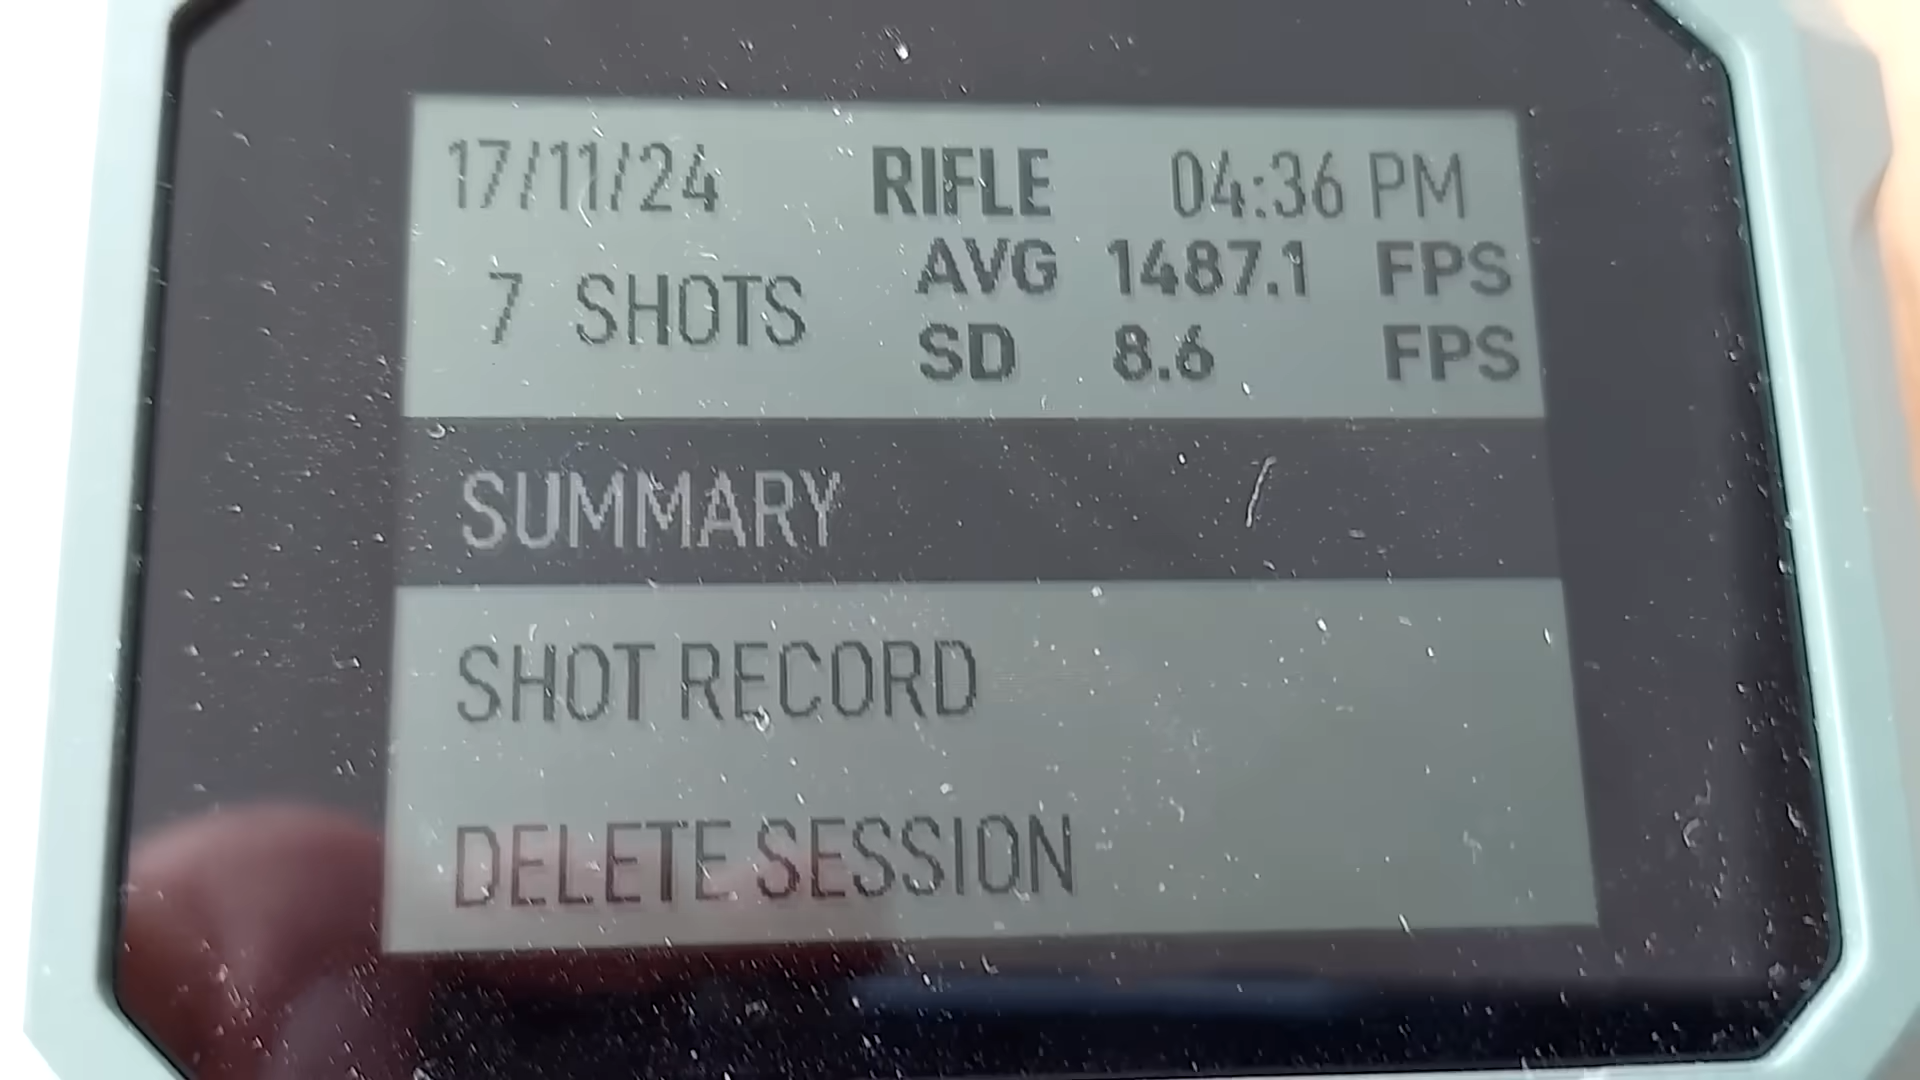 17/11/24 RIFLE 04:36 PM
7 SHOTS
AVG 1487.1 FPS
SD 8.6 FPS
SUMMARY
SHOT RECORD
DELETE SESSION